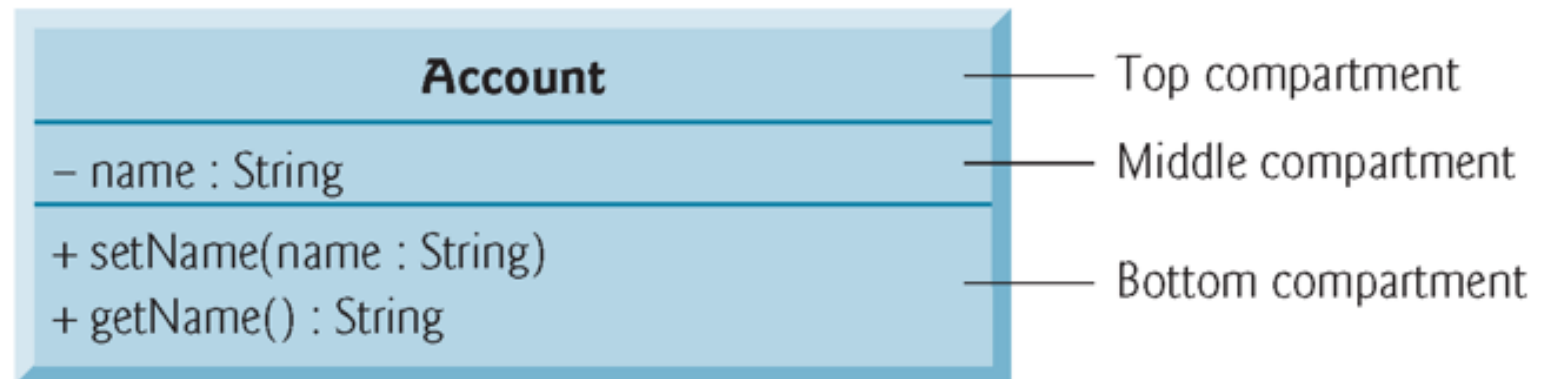 Account
Top compartment
– name : String
Middle compartment
+ setName(name : String)
+ getName() : String
Bottom compartment